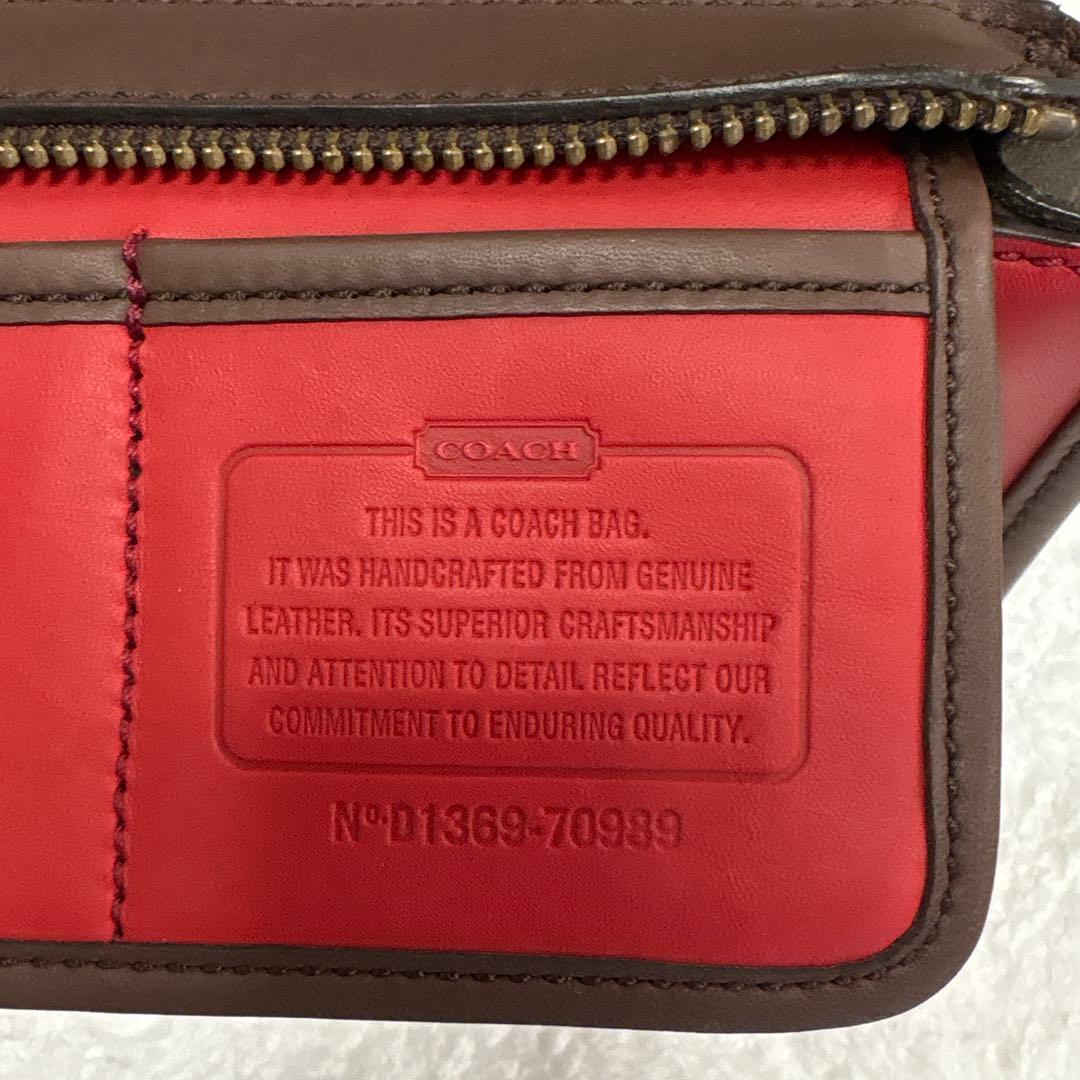 COACH
THIS IS A COACH BAG.
IT WAS HANDCRAFTED FROM GENUINE
LEATHER. ITS SUPERIOR CRAFTSMANSHIP
AND ATTENTION TO DETAIL REFLECT OUR
COMMITMENT TO ENDURING QUALITY.
Nº.D1369-70989